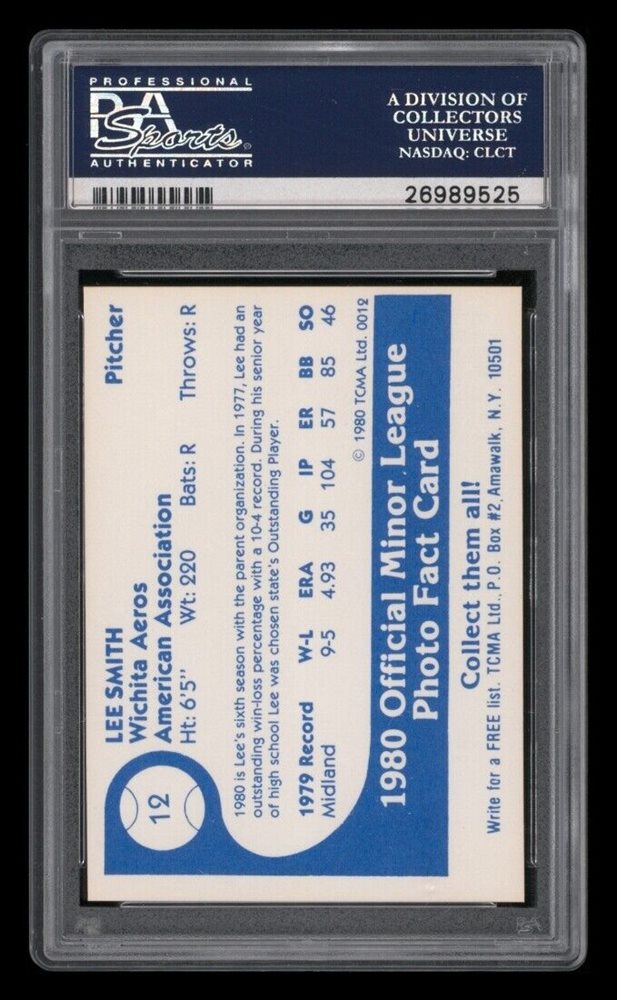 PROFESSIONAL
PSA
Sports
AUTHENTICATOR
A DIVISION OF
COLLECTORS
UNIVERSE
NASDAQ: CLCT
26989525
12
LEE SMITH
Wichita Aeros
American Association Pitcher
Ht: 6'5" Wt: 220 Bats: R Throws: R
1980 is Lee's sixth season with the parent organization. In 1977, Lee had an
outstanding win-loss percentage with a 10-4 record. During his senior year
of high school Lee was chosen state's Outstanding Player.
1979 Record W-L ERA G IP ER BB SO
Midland 9-5 4.93 35 104 57 85 46
© 1980 TCMA Ltd. 0012
1980 Official Minor League
Photo Fact Card
Collect them all!
Write for a FREE list. TCMA Ltd., P.O. Box #2, Amawalk, N.Y. 10501
PSA